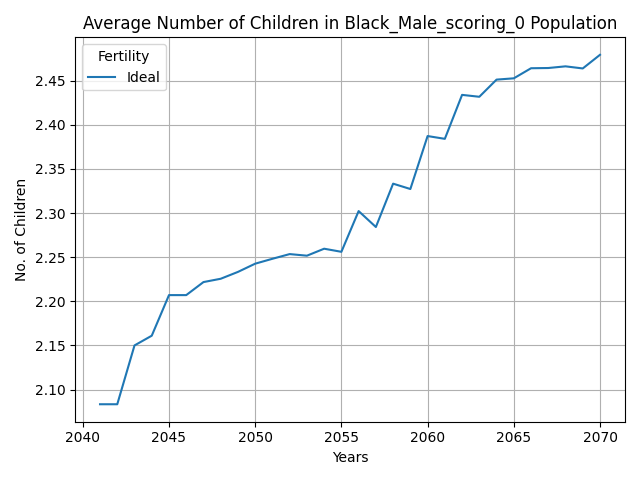 Average Number of Children in Black_Male_scoring_0 Population
Fertility
Ideal
No. of Children
2.45
2.40
2.35
2.30
2.25
2.20
2.15
2.10
2040 2045 2050 2055 2060 2065 2070
Years